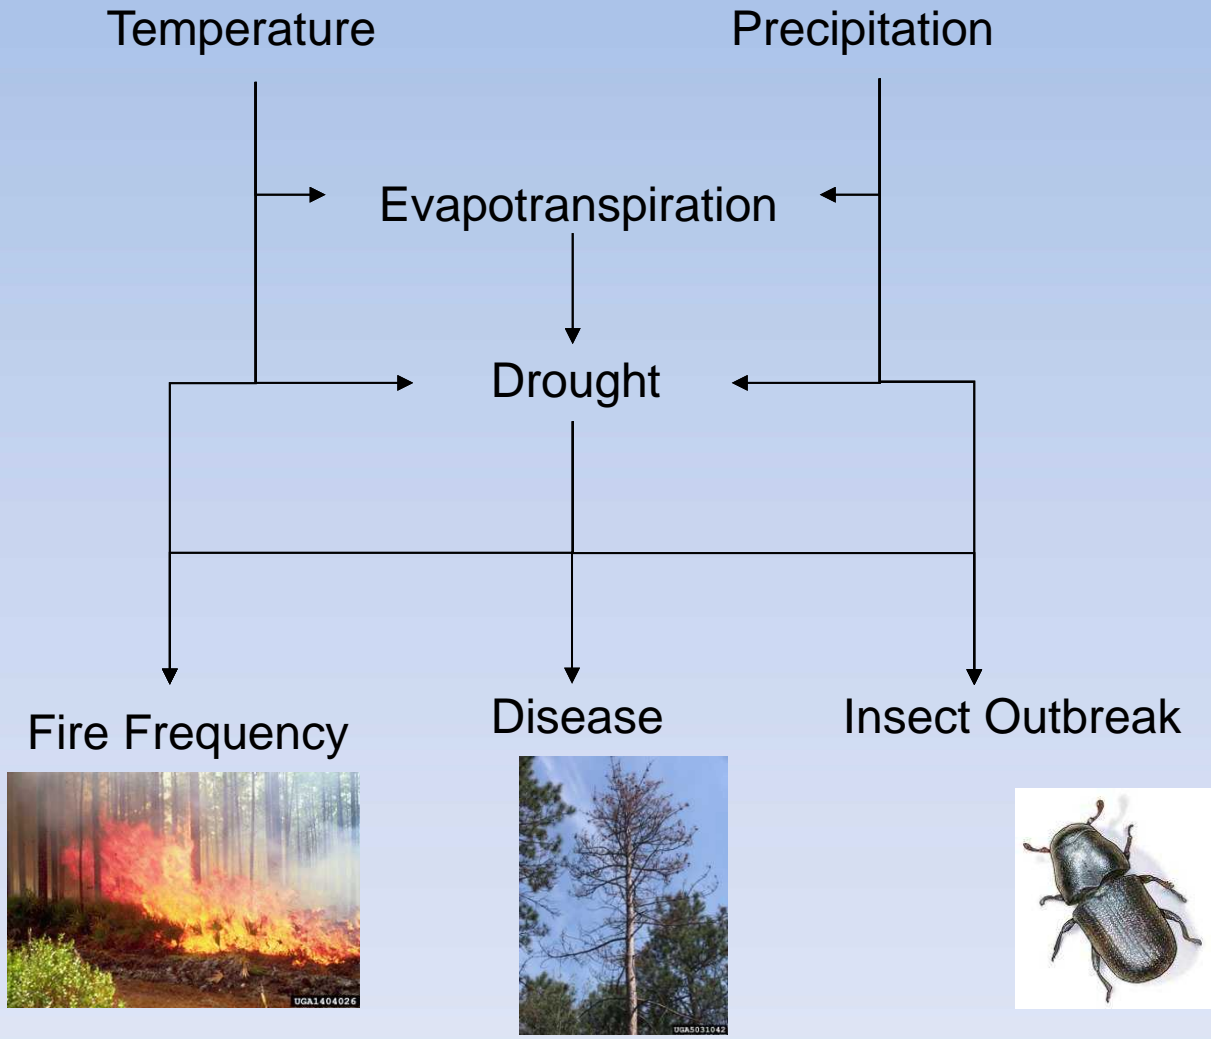 Temperature
Precipitation
Evapotranspiration
Drought
Fire Frequency
Disease
Insect Outbreak
UGA1404026
UGA5031042